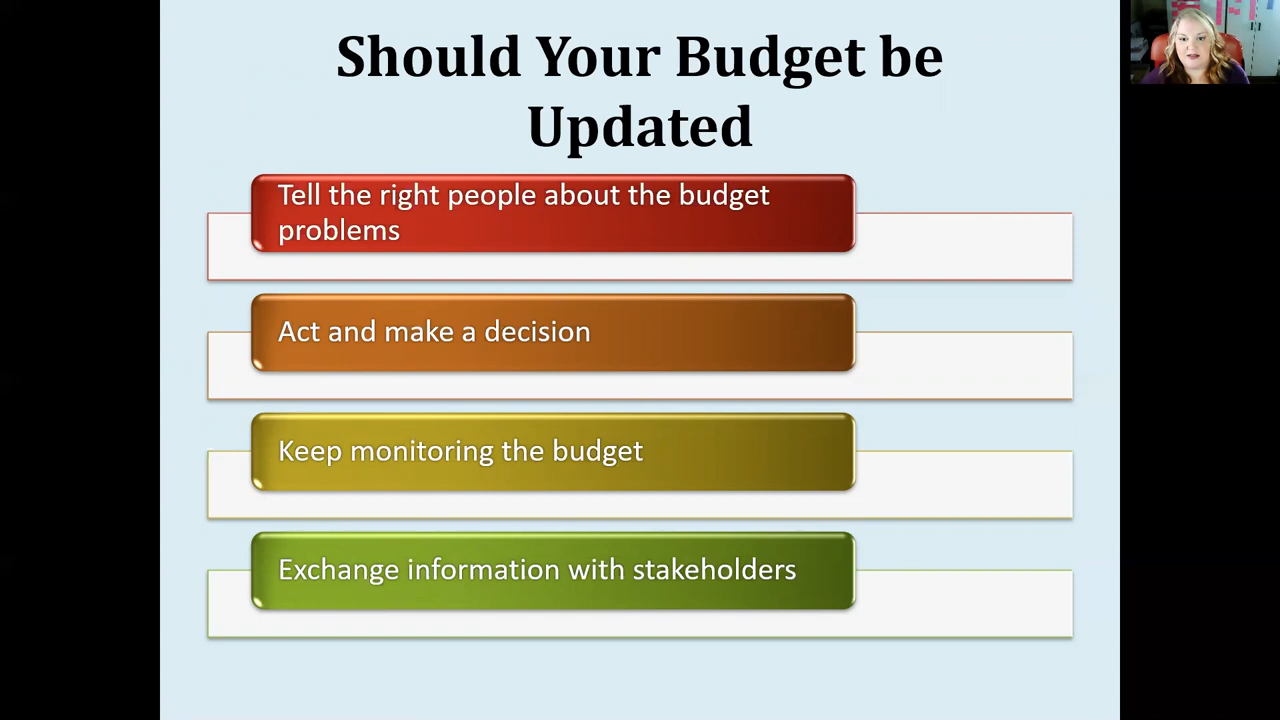 Should Your Budget be
Updated
Tell the right people about the budget
problems
Act and make a decision
Keep monitoring the budget
Exchange information with stakeholders